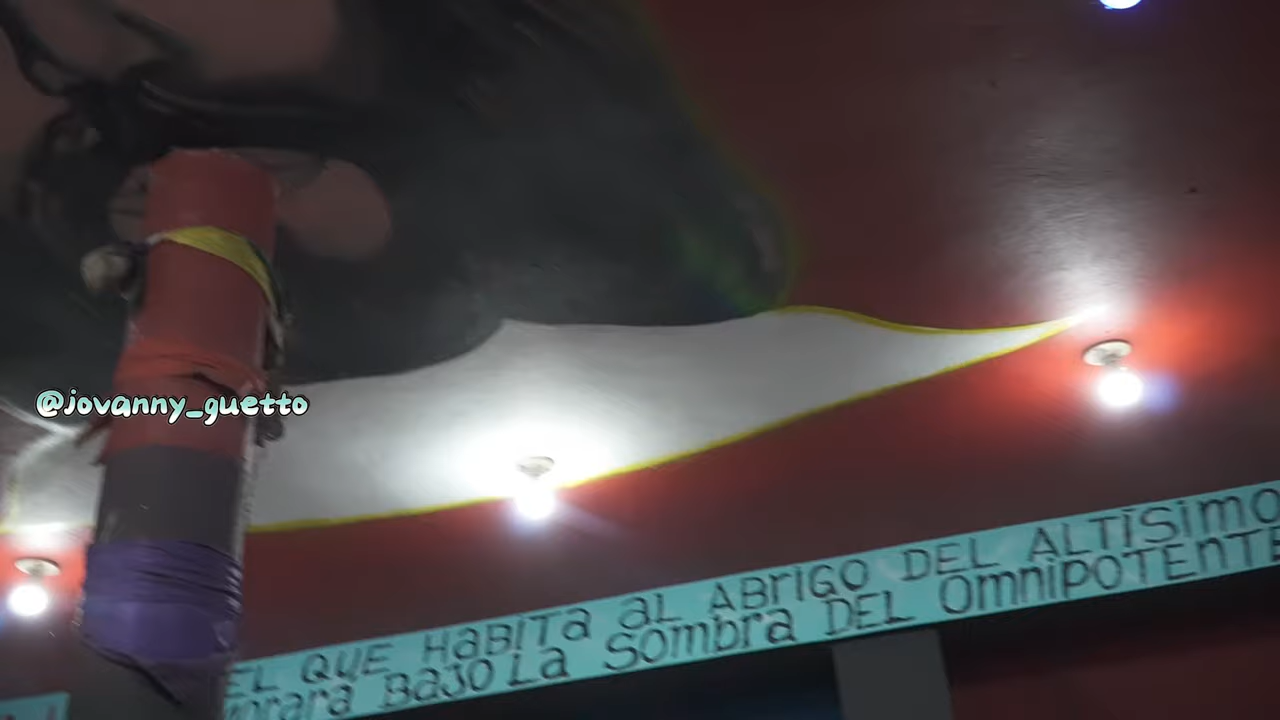 @jovanny_guetto
EL QUE HaBITa aL ABRiGO DEL ALTiSimO
BaJO La SOmbRa DEL OmniPOTEnTE